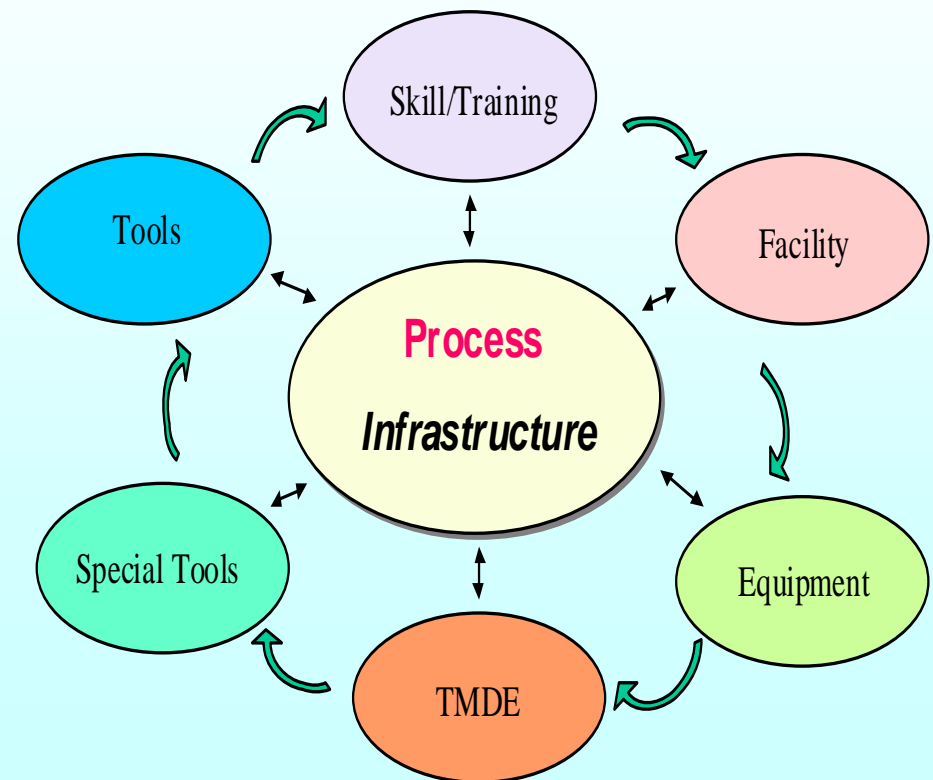 Skill/Training
Tools
Facility
Process
Infrastructure
Special Tools
Equipment
TMDE